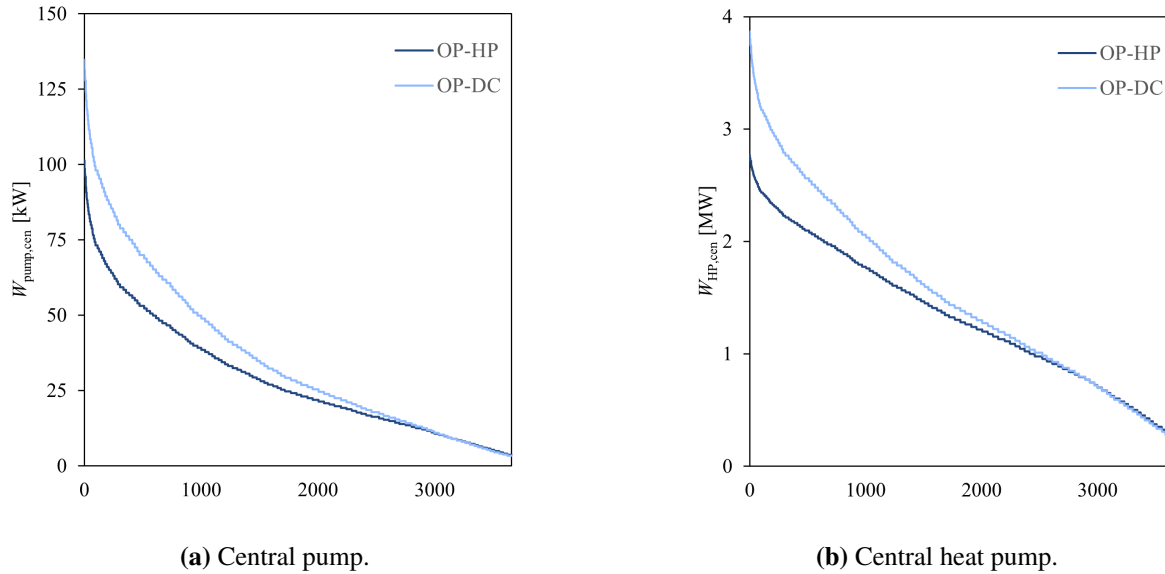 150
125
100
75
50
25
0
W_pump,cen [kW]
OP-HP
OP-DC
0 1000 2000 3000
(a) Central pump.
4
3
2
1
0
W_HP,cen [MW]
OP-HP
OP-DC
0 1000 2000 3000
(b) Central heat pump.